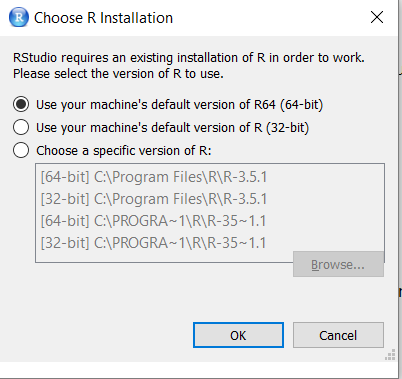 R Choose R Installation
RStudio requires an existing installation of R in order to work.
Please select the version of R to use.
Use your machine's default version of R64 (64-bit)
Use your machine's default version of R (32-bit)
Choose a specific version of R:
[64-bit] C:\Program Files\R\R-3.5.1
[32-bit] C:\Program Files\R\R-3.5.1
[64-bit] C:\PROGRA~1\R\R-35~1.1
[32-bit] C:\PROGRA~1\R\R-35~1.1
Browse...
OK Cancel